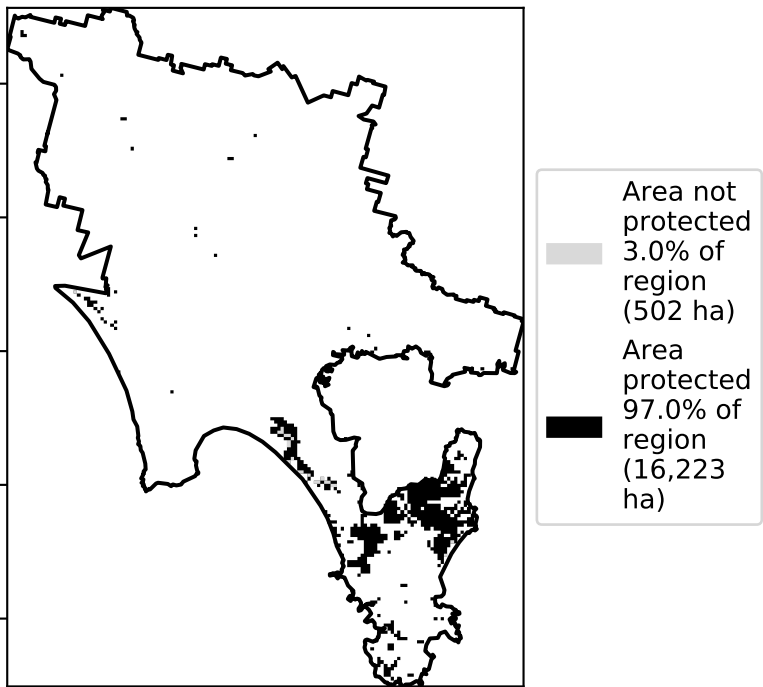 Area not
protected
3.0% of
region
(502 ha)
Area
protected
97.0% of
region
(16,223
ha)